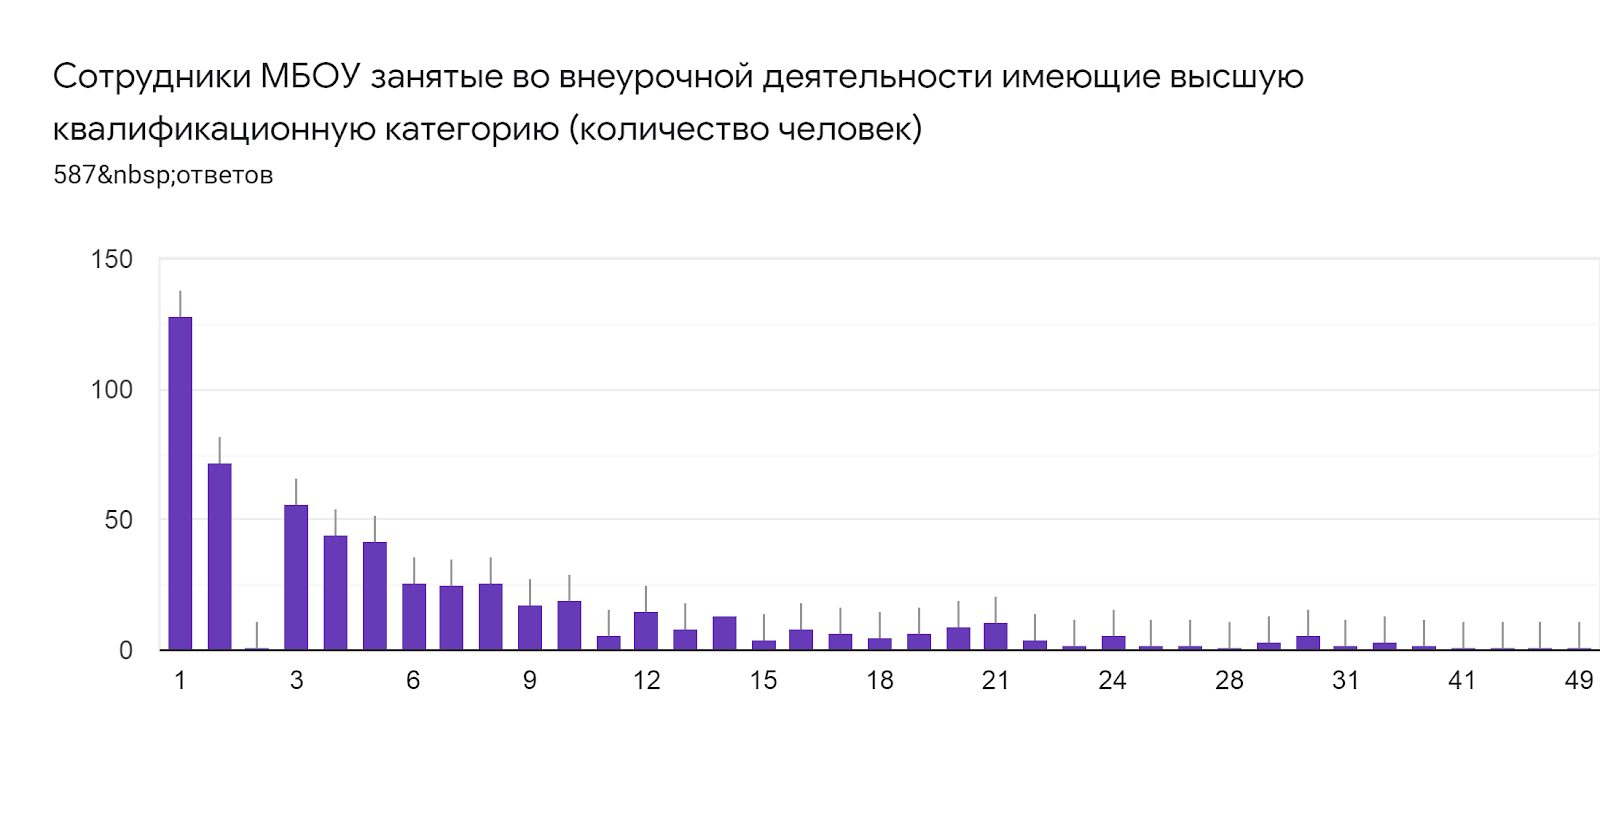 Сотрудники МБОУ занятые во внеурочной деятельности имеющие высшую
квалификационную категорию (количество человек)
587&nbsp;ответов
150
100
50
0
1 3 6 9 12 15 18 21 24 28 31 41 49